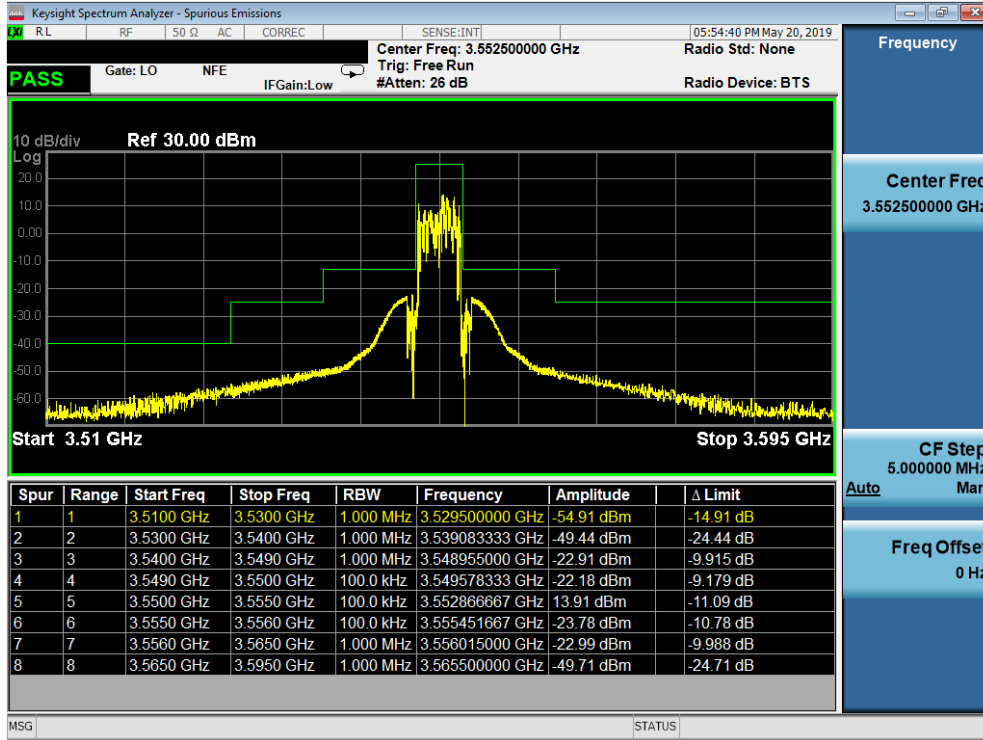 Keysight Spectrum Analyzer - Spurious Emissions
LXI RL RF 50 Ω AC CORREC SENSE:INT 05:54:40 PM May 20, 2019
Center Freq: 3.552500000 GHz Radio Std: None
PASS Gate: LO NFE Trig: Free Run
IFGain:Low #Atten: 26 dB Radio Device: BTS
10 dB/div Ref 30.00 dBm
Log
20.0
10.0
0.00
-10.0
-20.0
-30.0
-40.0
-50.0
-60.0
Start 3.51 GHz Stop 3.595 GHz
Spur Range Start Freq Stop Freq RBW Frequency Amplitude Δ Limit
1 1 3.5100 GHz 3.5300 GHz 1.000 MHz 3.529500000 GHz -54.91 dBm -14.91 dB
2 2 3.5300 GHz 3.5400 GHz 1.000 MHz 3.539083333 GHz -49.44 dBm -24.44 dB
3 3 3.5400 GHz 3.5490 GHz 1.000 MHz 3.548955000 GHz -22.91 dBm -9.915 dB
4 4 3.5490 GHz 3.5500 GHz 100.0 kHz 3.549578333 GHz -22.18 dBm -9.179 dB
5 5 3.5500 GHz 3.5550 GHz 100.0 kHz 3.552866667 GHz 13.91 dBm -11.09 dB
6 6 3.5550 GHz 3.5560 GHz 100.0 kHz 3.555451667 GHz -23.78 dBm -10.78 dB
7 7 3.5560 GHz 3.5650 GHz 1.000 MHz 3.556015000 GHz -22.99 dBm -9.988 dB
8 8 3.5650 GHz 3.5950 GHz 1.000 MHz 3.565500000 GHz -49.71 dBm -24.71 dB
MSG STATUS
Frequency
Center Freq
3.552500000 GHz
CF Step
5.000000 MHz
Auto Man
Freq Offset
0 Hz